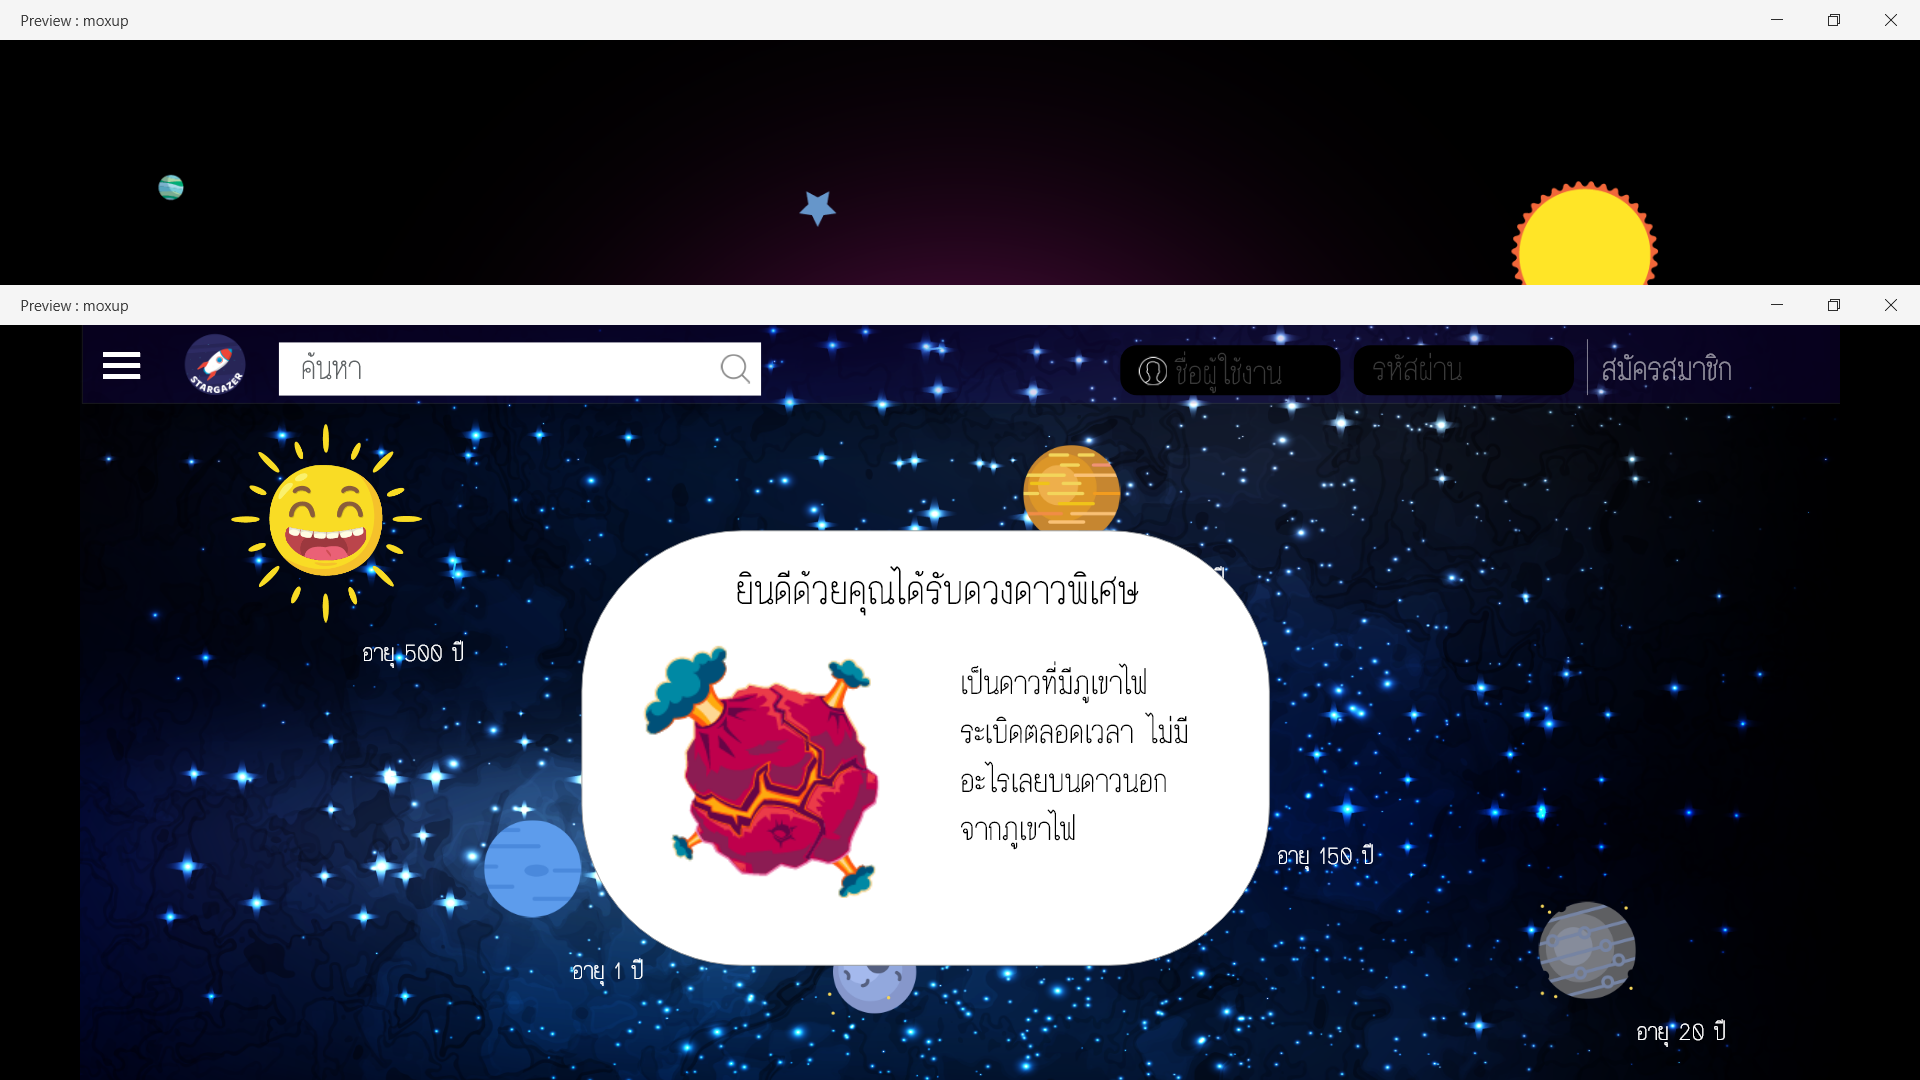 Preview : moxup
Preview : moxup
STARGAZER
ค้นหา
ชื่อผู้ใช้งาน
รหัสผ่าน
สมัครสมาชิก
ยินดีด้วยคุณได้รับดวงดาวพิเศษ
ปี
อายุ 500 ปี
เป็นดาวที่มีภูเขาไฟ
ระเบิดตลอดเวลา ไม่มี
อะไรเลยบนดาวนอก
จากภูเขาไฟ
อายุ 150 ปี
อายุ 1 ปี
อายุ 20 ปี